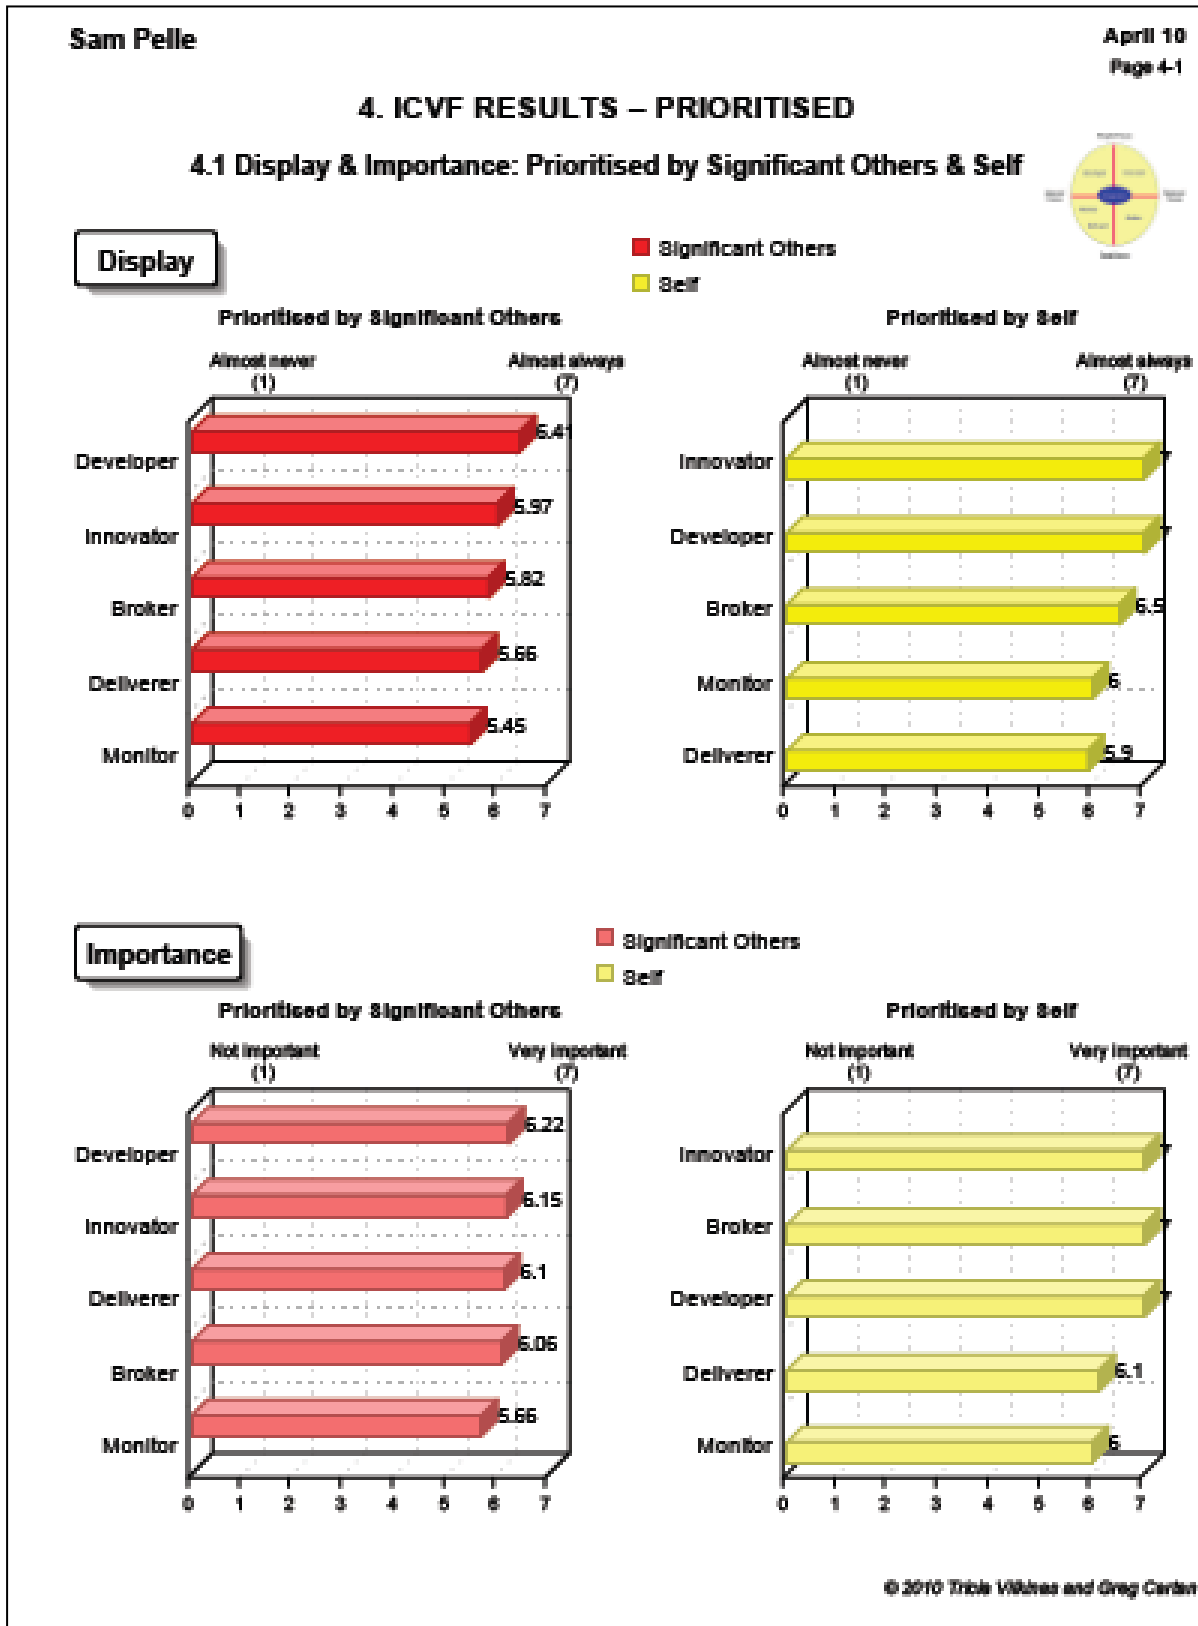 Sam Pelle
April 10
Page 4-1
4. ICVF RESULTS – PRIORITISED
4.1 Display & Importance: Prioritised by Significant Others & Self
Display
Significant Others
Self
Prioritised by Significant Others
Almost never
(1)
Almost always
(7)
Developer 6.41
Innovator 5.97
Broker 5.82
Deliverer 5.66
Monitor 5.45
0 1 2 3 4 5 6 7
Prioritised by Self
Almost never
(1)
Almost always
(7)
Innovator 7
Developer 7
Broker 6.5
Monitor 6
Deliverer 5.9
0 1 2 3 4 5 6 7
Importance
Significant Others
Self
Prioritised by Significant Others
Not important
(1)
Very important
(7)
Developer 6.22
Innovator 6.15
Deliverer 6.1
Broker 6.06
Monitor 5.66
0 1 2 3 4 5 6 7
Prioritised by Self
Not important
(1)
Very important
(7)
Innovator 7
Broker 7
Developer 7
Deliverer 6.1
Monitor 6
0 1 2 3 4 5 6 7
© 2010 Tricia Vilkinas and Greg Cartan